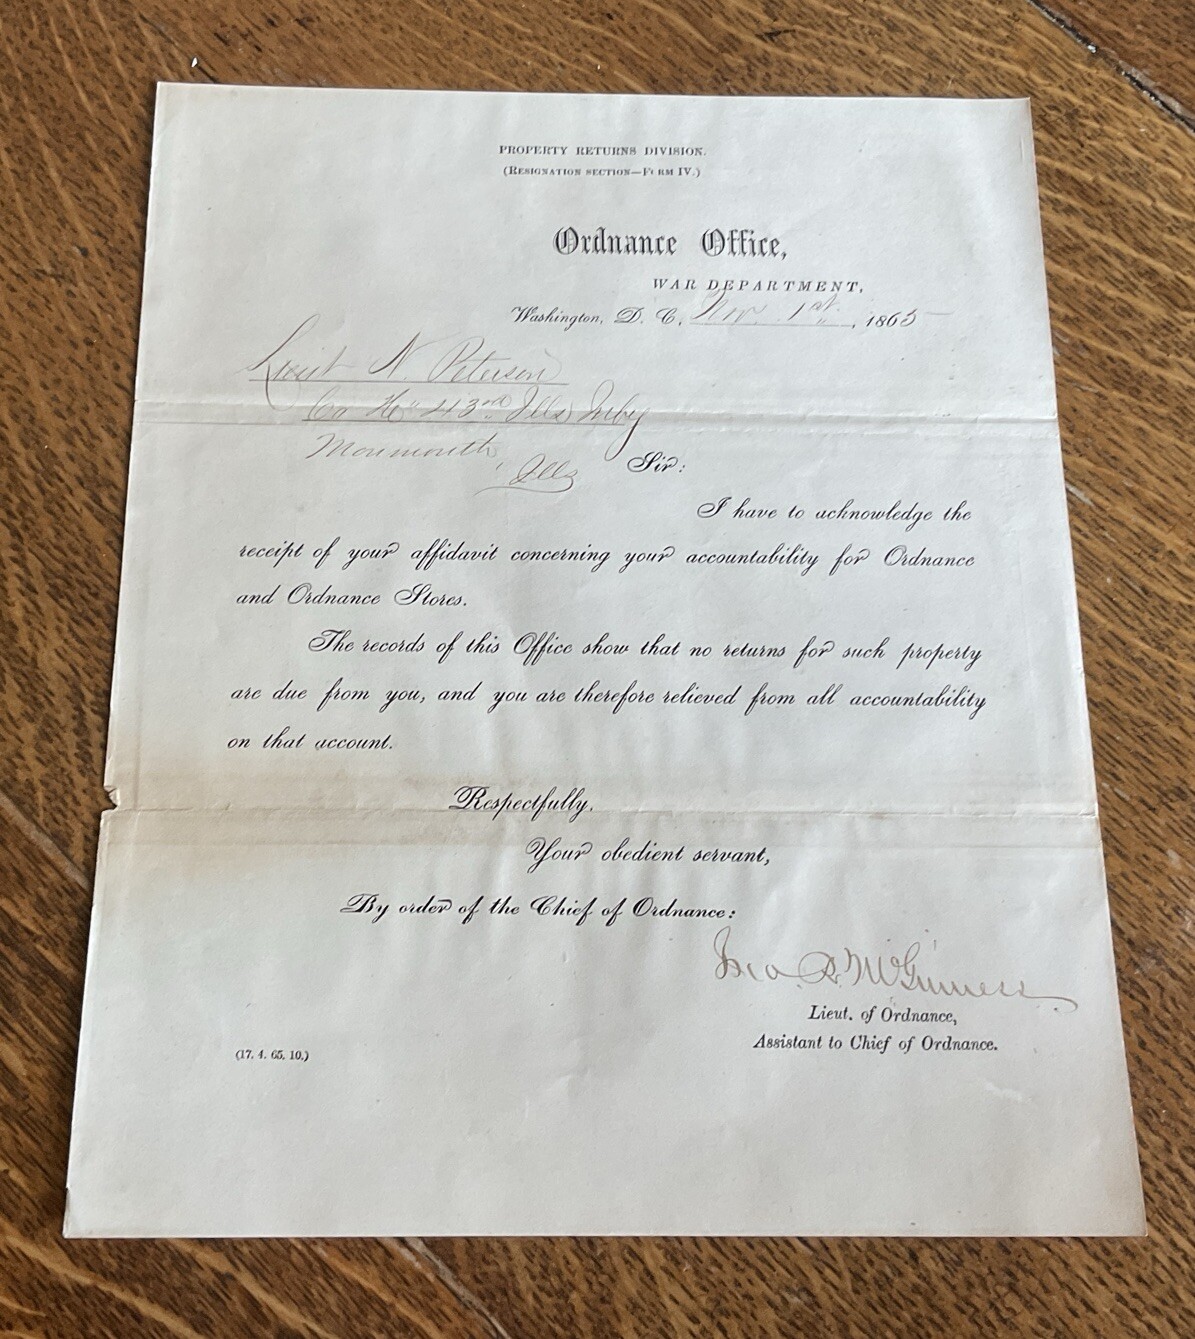 PROPERTY RETURNS DIVISION.
(RESIGNATION SECTION—FORM IV.)
Ordnance Office,
WAR DEPARTMENT,
Washington, D. C. Nov. 1st, 1865
Lieut N. Peterson
Co "H" 43rd Ills Infty
Monmouth,
Ills
Sir:
I have to acknowledge the
receipt of your affidavit concerning your accountability for Ordnance
and Ordnance Stores.
The records of this Office show that no returns for such property
are due from you, and you are therefore relieved from all accountability
on that account.
Respectfully,
Your obedient servant,
By order of the Chief of Ordnance:
Jno. R. McGinness
Lieut. of Ordnance,
Assistant to Chief of Ordnance.
(17. 4. 65. 10.)